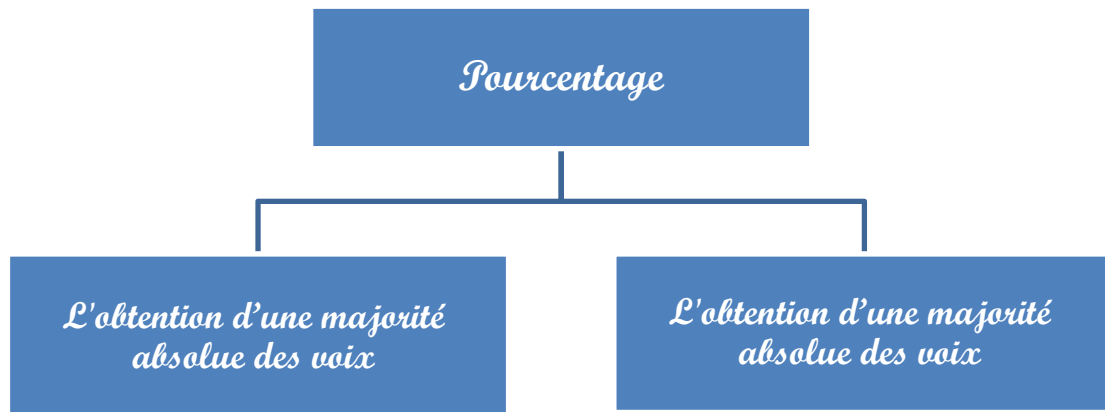 Pourcentage
L'obtention d’une majorité
absolue des voix
L'obtention d’une majorité
absolue des voix